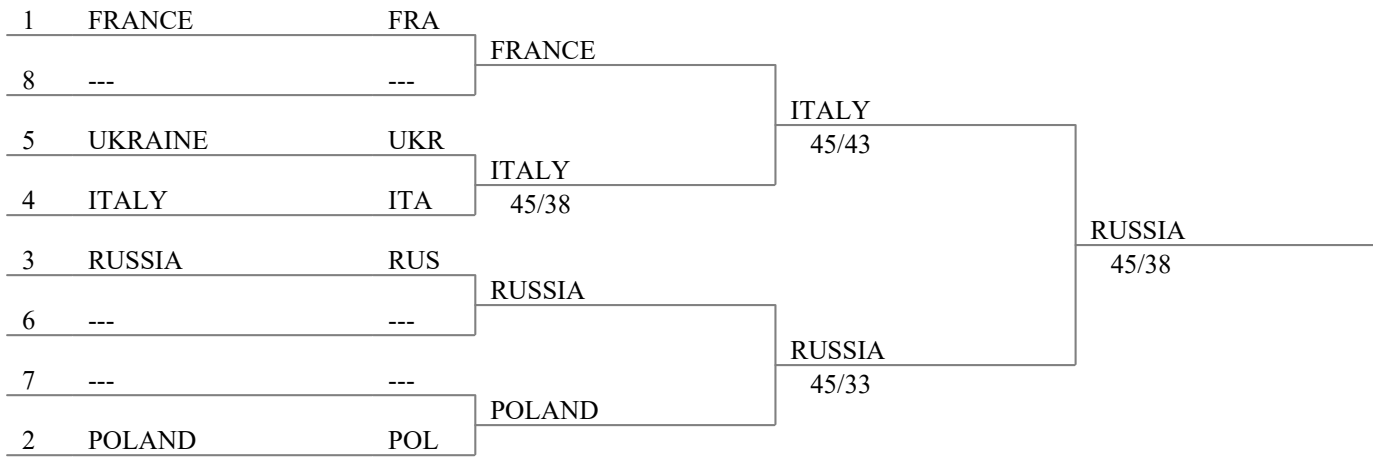 1 FRANCE FRA
FRANCE
8 --- ---
ITALY
45/43
5 UKRAINE UKR
ITALY
45/38
4 ITALY ITA
RUSSIA
45/38
3 RUSSIA RUS
RUSSIA
6 --- ---
RUSSIA
45/33
7 --- ---
POLAND
2 POLAND POL